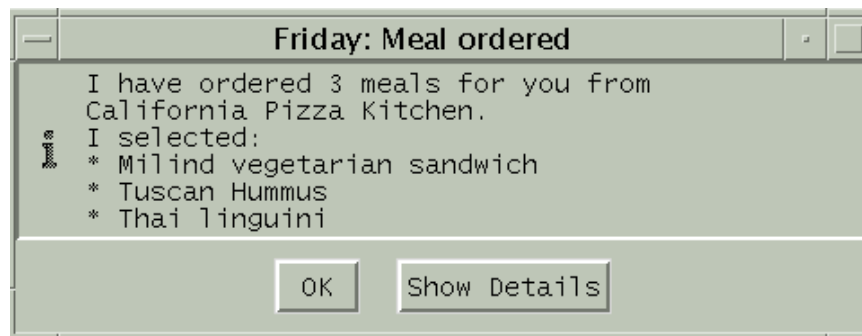 Friday: Meal ordered
I have ordered 3 meals for you from
California Pizza Kitchen.
I selected:
* Milind vegetarian sandwich
* Tuscan Hummus
* Thai linguini
OK
Show Details